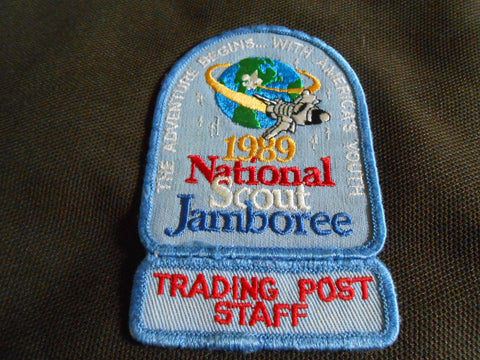 THE ADVENTURE BEGINS... WITH AMERICA'S YOUTH
1989
National
Scout
Jamboree
TRADING POST
STAFF